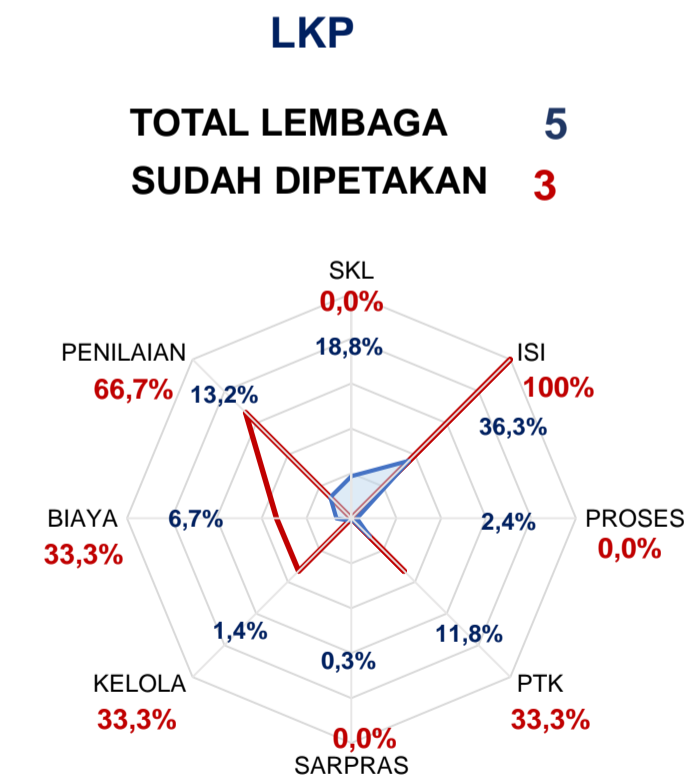 LKP
TOTAL LEMBAGA 5
SUDAH DIPETAKAN 3
SKL
0,0%
18,8%
PENILAIAN
66,7%
13,2%
ISI
100%
36,3%
BIAYA
33,3%
6,7%
2,4%
PROSES
0,0%
1,4%
0,3%
11,8%
KELOLA
33,3%
PTK
33,3%
0,0%
SARPRAS